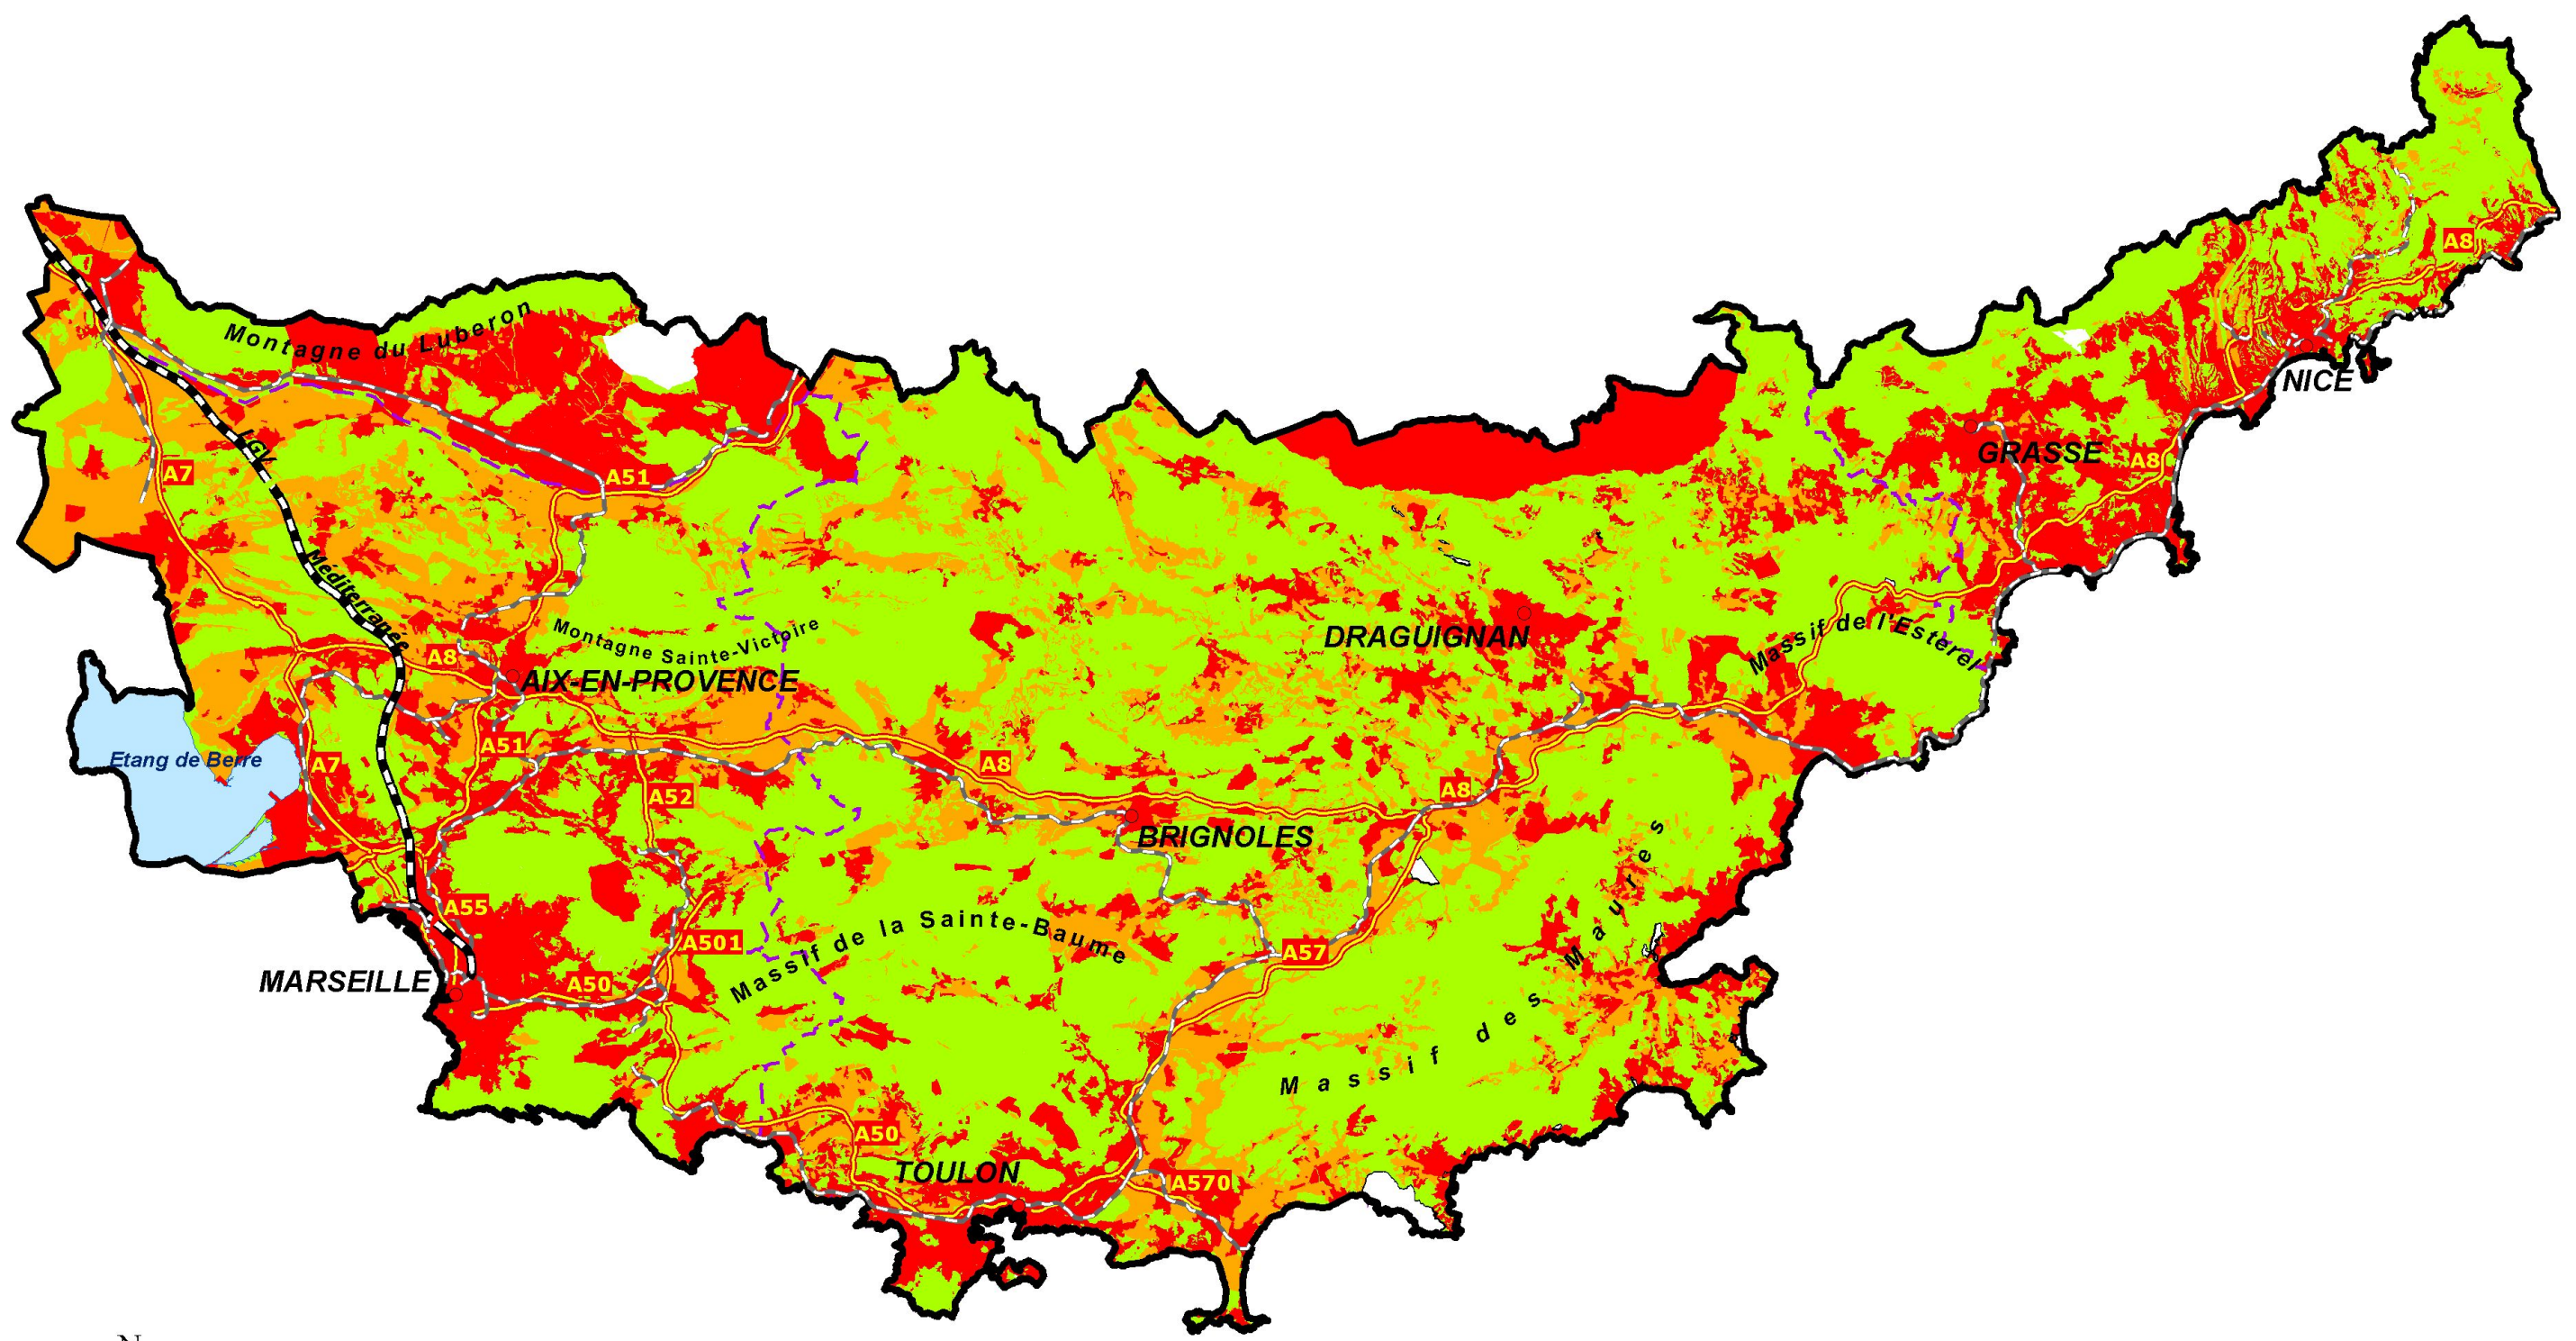 A8
Montagne du Luberon
NICE
LGV Méditerranée
GRASSE
A8
A7
A51
Montagne Sainte-Victoire
DRAGUIGNAN
Massif de l'Esterel
A8
AIX-EN-PROVENCE
A51
Etang de Berre
A7
A8
A8
A52
BRIGNOLES
A55
Massif de la Sainte-Baume
A501
A57
MARSEILLE
A50
Massif des Maures
A50
TOULON
A570
N